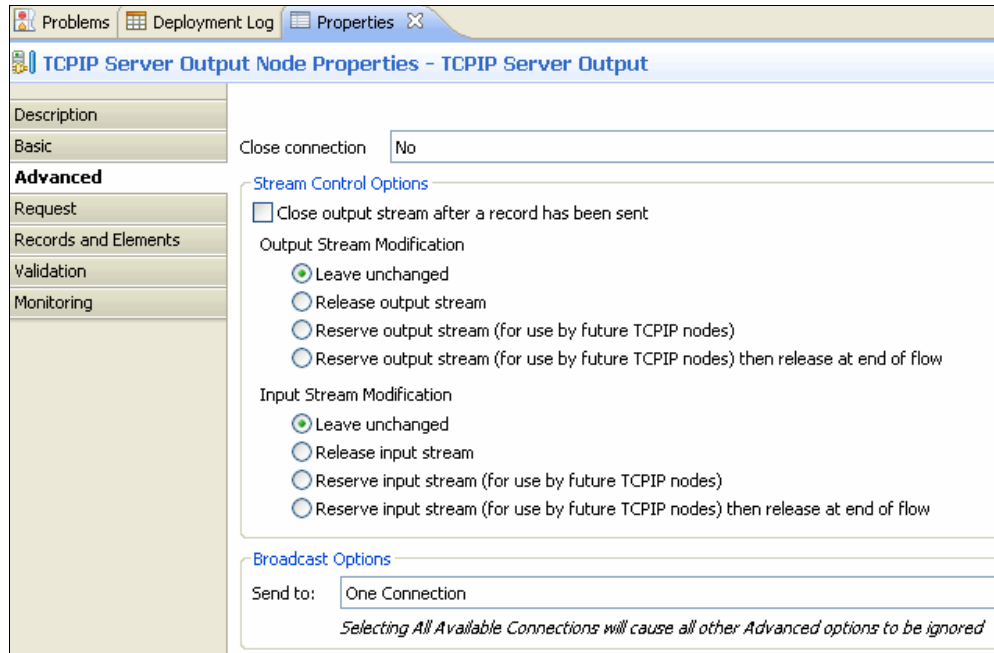 Problems Deployment Log Properties
TCPIP Server Output Node Properties - TCPIP Server Output
Description
Basic
Advanced
Request
Records and Elements
Validation
Monitoring
Close connection No
Stream Control Options
Close output stream after a record has been sent
Output Stream Modification
Leave unchanged
Release output stream
Reserve output stream (for use by future TCPIP nodes)
Reserve output stream (for use by future TCPIP nodes) then release at end of flow
Input Stream Modification
Leave unchanged
Release input stream
Reserve input stream (for use by future TCPIP nodes)
Reserve input stream (for use by future TCPIP nodes) then release at end of flow
Broadcast Options
Send to: One Connection
Selecting All Available Connections will cause all other Advanced options to be ignored